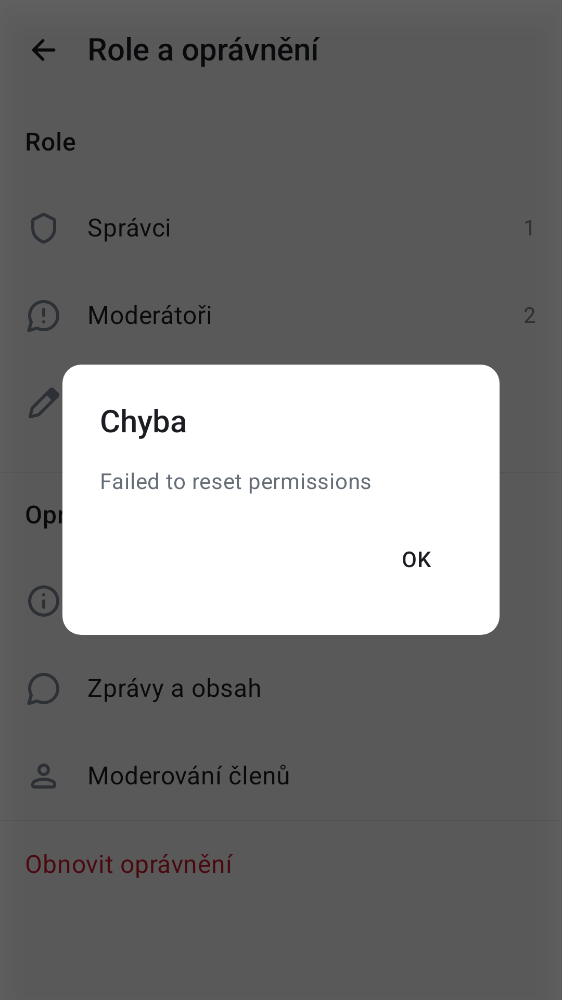 Role a oprávnění
Role
Správci 1
Moderátoři 2
Chyba
Failed to reset permissions
OK
Zprávy a obsah
Moderování členů
Obnovit oprávnění